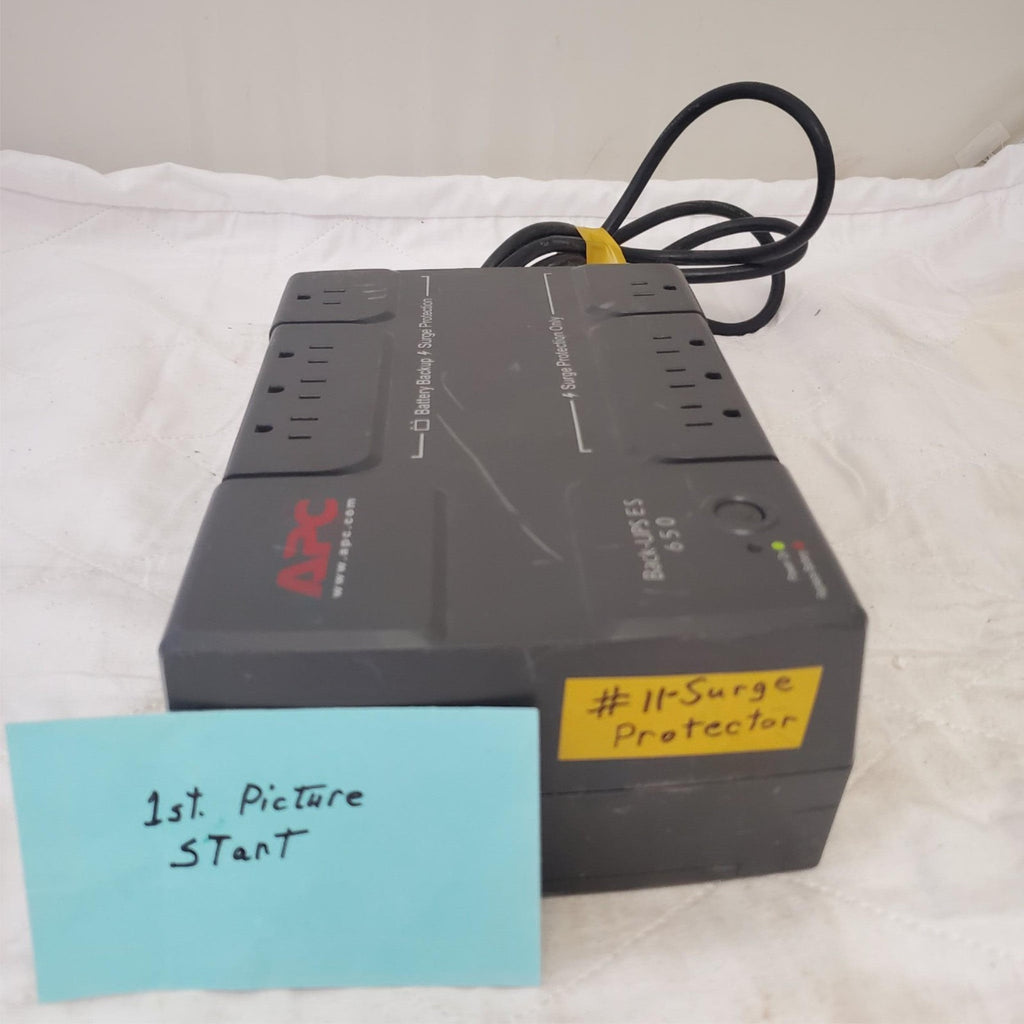 Battery Backup Surge Protection
Surge Protection Only
APC
www.apc.com
Back-UPS ES
650
#11-Surge
Protector
1st. Picture
START